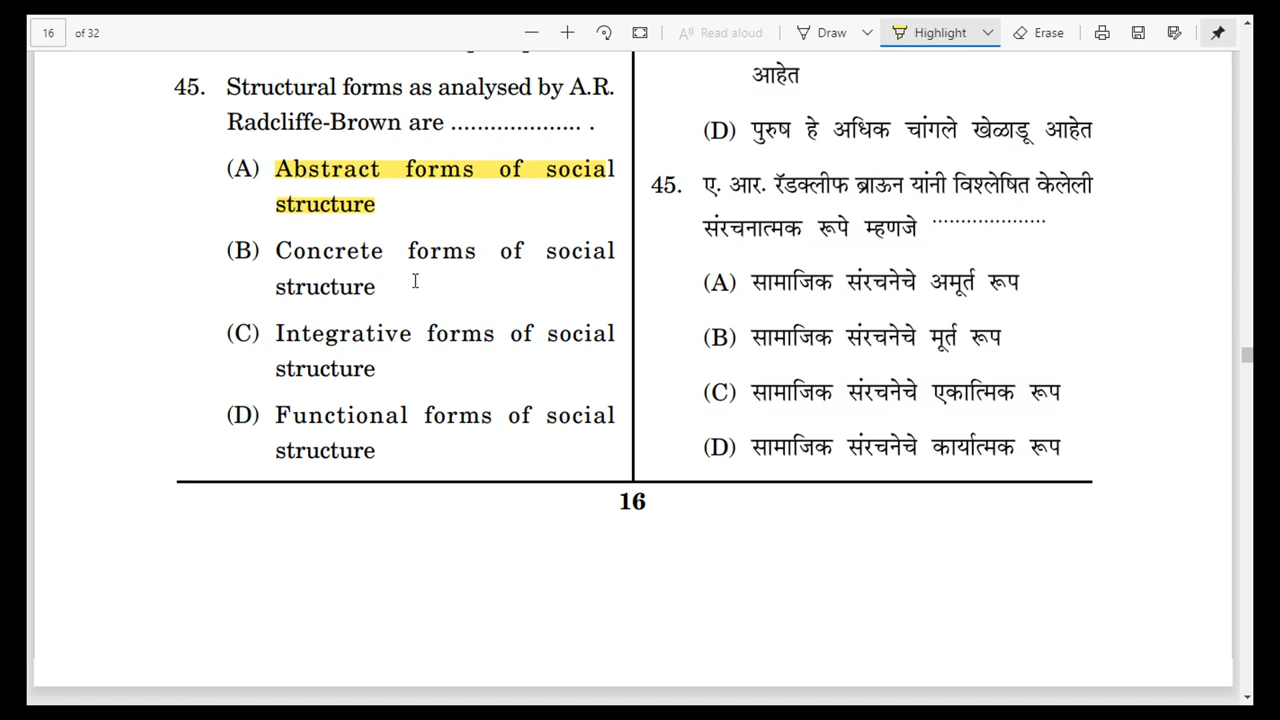 16 of 32
Read aloud
Draw
Highlight
Erase
45. Structural forms as analysed by A.R.
Radcliffe-Brown are .................... .
(A) Abstract forms of social
structure
(B) Concrete forms of social
structure
(C) Integrative forms of social
structure
(D) Functional forms of social
structure
आहेत
(D) पुरुष हे अधिक चांगले खेळाडू आहेत
45. ए. आर. रॅडक्लीफ ब्राऊन यांनी विश्लेषित केलेली
संरचनात्मक रूपे म्हणजे ....................
(A) सामाजिक संरचनेचे अमूर्त रूप
(B) सामाजिक संरचनेचे मूर्त रूप
(C) सामाजिक संरचनेचे एकात्मिक रूप
(D) सामाजिक संरचनेचे कार्यात्मक रूप
16